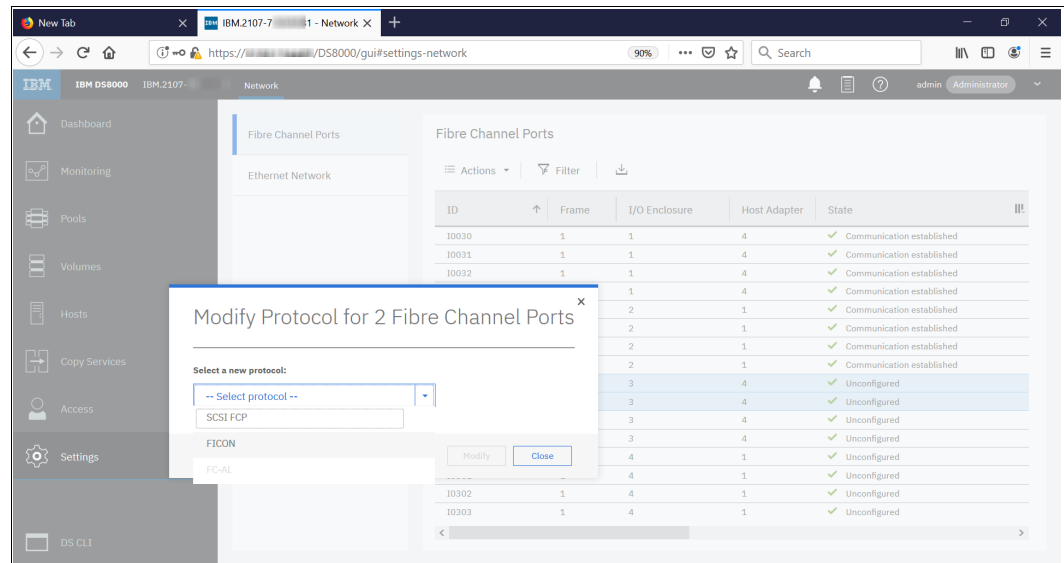 New Tab
IBM.2107-7 1 - Network
https:// /DS8000/gui#settings-network
90%
Search
IBM
IBM DS8000 IBM.2107- Network
admin Administrator
Dashboard
Monitoring
Pools
Volumes
Hosts
Copy Services
Access
Settings
DS CLI
Fibre Channel Ports
Ethernet Network
Fibre Channel Ports
Actions Filter
ID Frame I/O Enclosure Host Adapter State
I0030 1 1 4 Communication established
I0031 1 1 4 Communication established
I0032 1 1 4 Communication established
1 4 Communication established
2 1 Communication established
2 1 Communication established
2 1 Communication established
2 1 Communication established
3 4 Unconfigured
3 4 Unconfigured
3 4 Unconfigured
3 4 Unconfigured
4 1 Unconfigured
4 1 Unconfigured
I0302 1 4 1 Unconfigured
I0303 1 4 1 Unconfigured
Modify Protocol for 2 Fibre Channel Ports
Select a new protocol:
-- Select protocol --
SCSI FCP
FICON
FC-AL
Modify Close